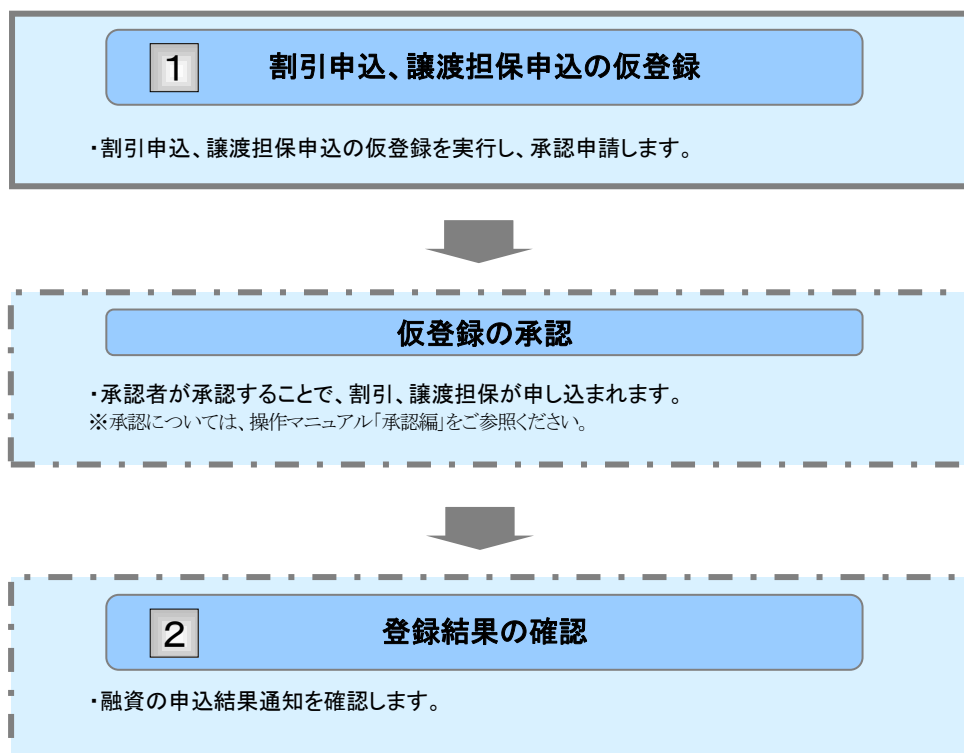 1 割引申込、譲渡担保申込の仮登録
・割引申込、譲渡担保申込の仮登録を実行し、承認申請します。
仮登録の承認
・承認者が承認することで、割引、譲渡担保が申し込まれます。
※承認については、操作マニュアル「承認編」をご参照ください。
2 登録結果の確認
・融資の申込結果通知を確認します。